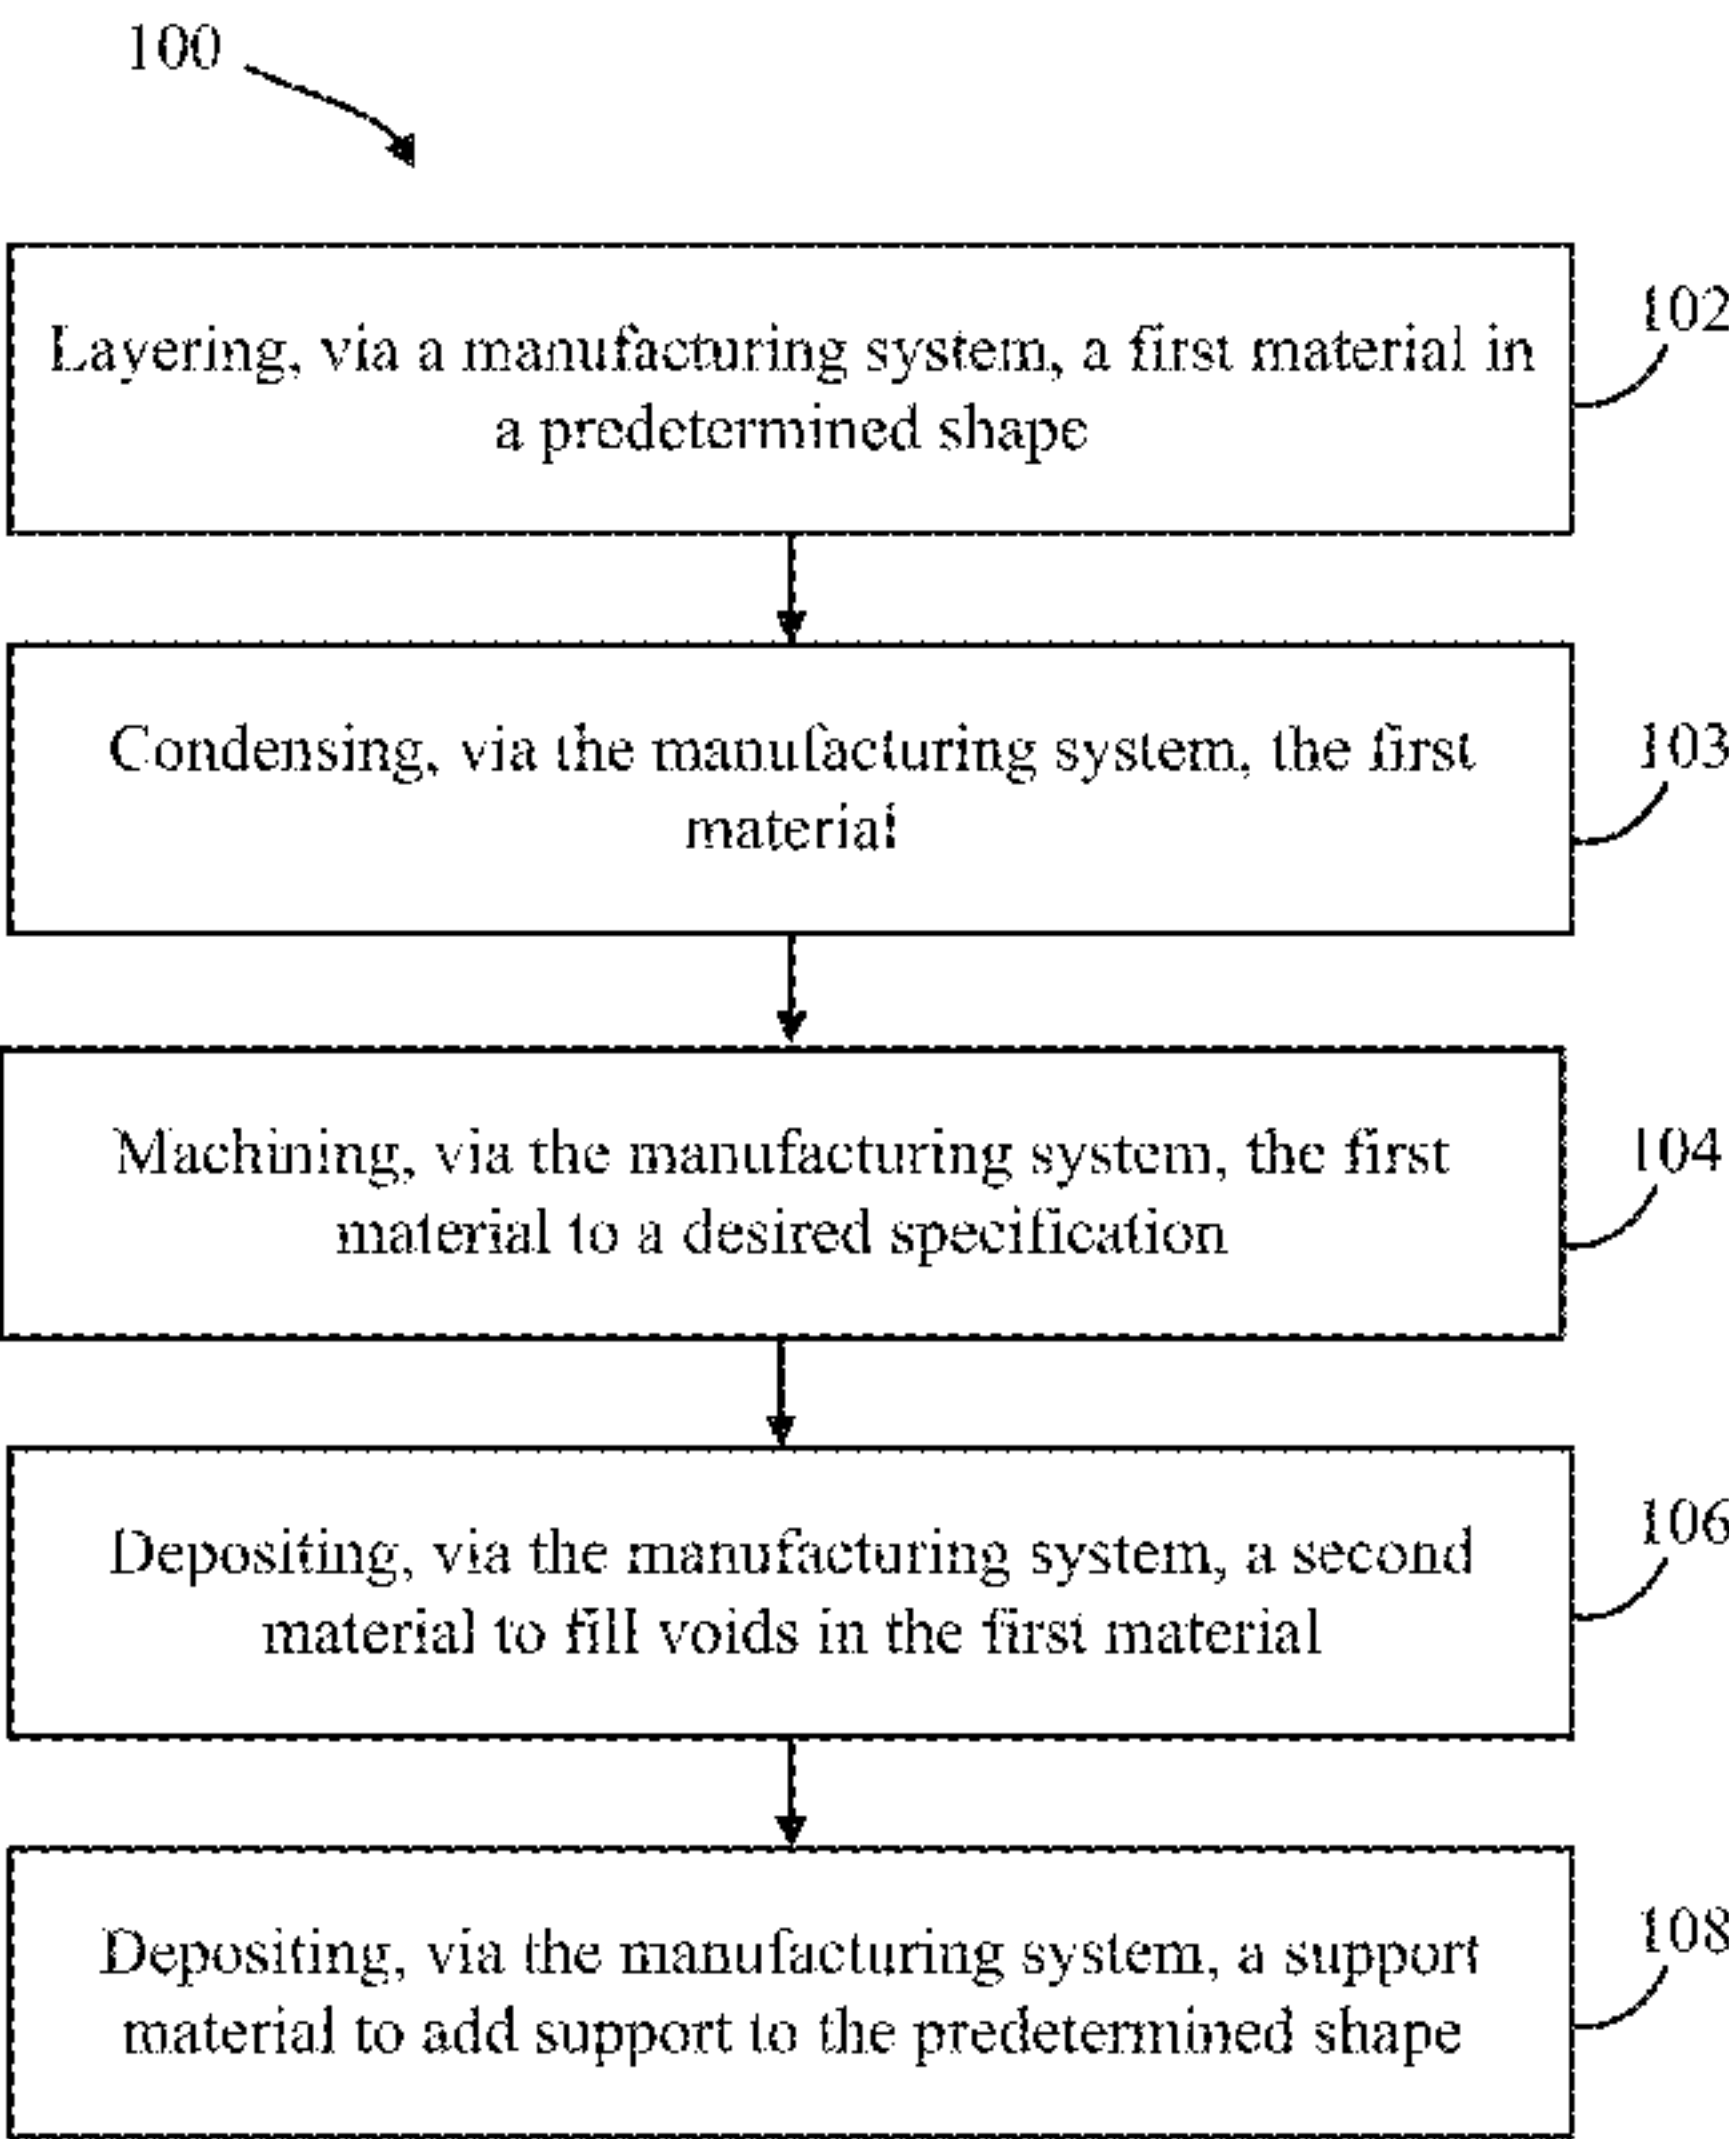 100
Layering, via a manufacturing system, a first material in
a predetermined shape
102
Condensing, via the manufacturing system, the first
material
103
Machining, via the manufacturing system, the first
material to a desired specification
104
Depositing, via the manufacturing system, a second
material to fill voids in the first material
106
Depositing, via the manufacturing system, a support
material to add support to the predetermined shape
108